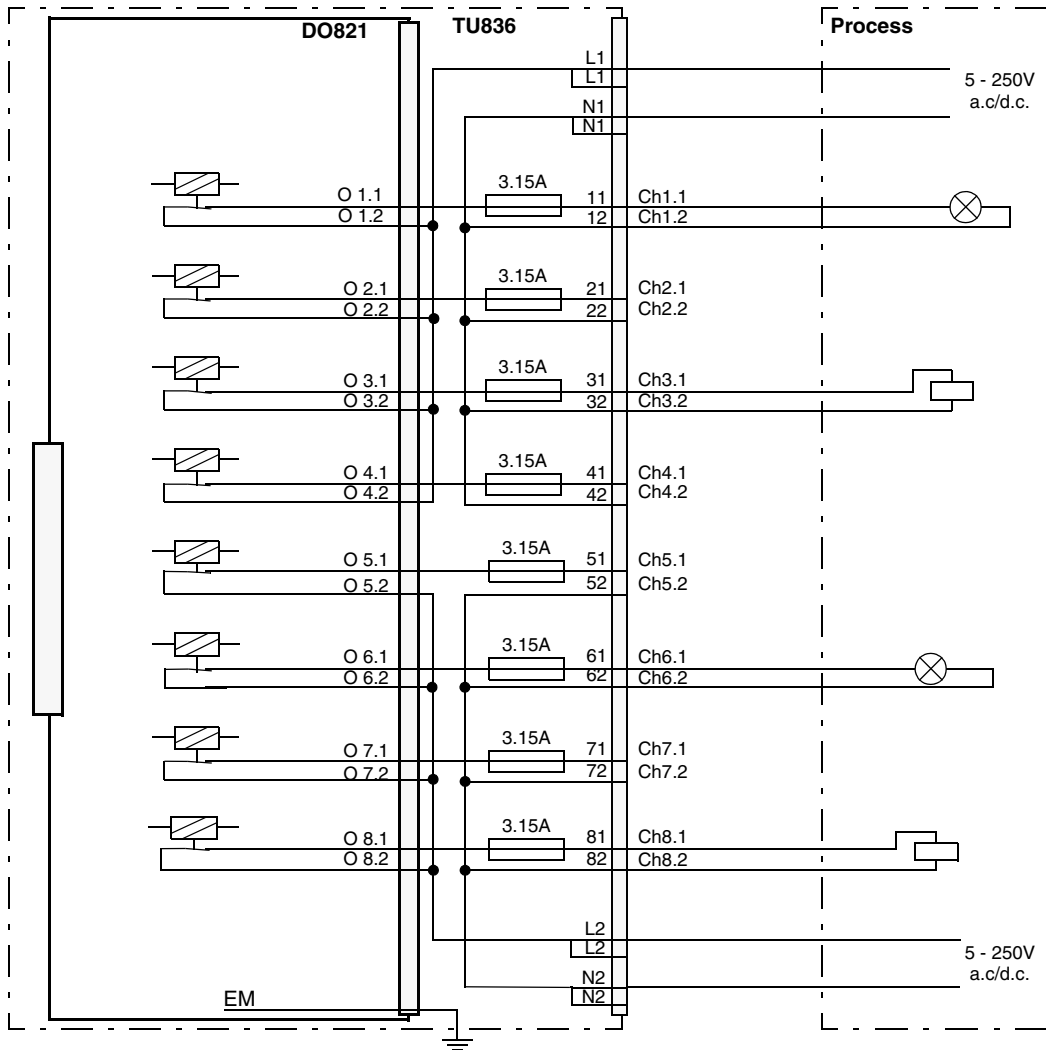 DO821
TU836
Process
L1
L1
5 - 250V
a.c/d.c.
N1
N1
O 1.1
3.15A
11
Ch1.1
O 1.2
12
Ch1.2
O 2.1
3.15A
21
Ch2.1
O 2.2
22
Ch2.2
O 3.1
3.15A
31
Ch3.1
O 3.2
32
Ch3.2
O 4.1
3.15A
41
Ch4.1
O 4.2
42
Ch4.2
O 5.1
3.15A
51
Ch5.1
O 5.2
52
Ch5.2
O 6.1
3.15A
61
Ch6.1
O 6.2
62
Ch6.2
O 7.1
3.15A
71
Ch7.1
O 7.2
72
Ch7.2
O 8.1
3.15A
81
Ch8.1
O 8.2
82
Ch8.2
L2
L2
5 - 250V
a.c/d.c.
N2
N2
EM